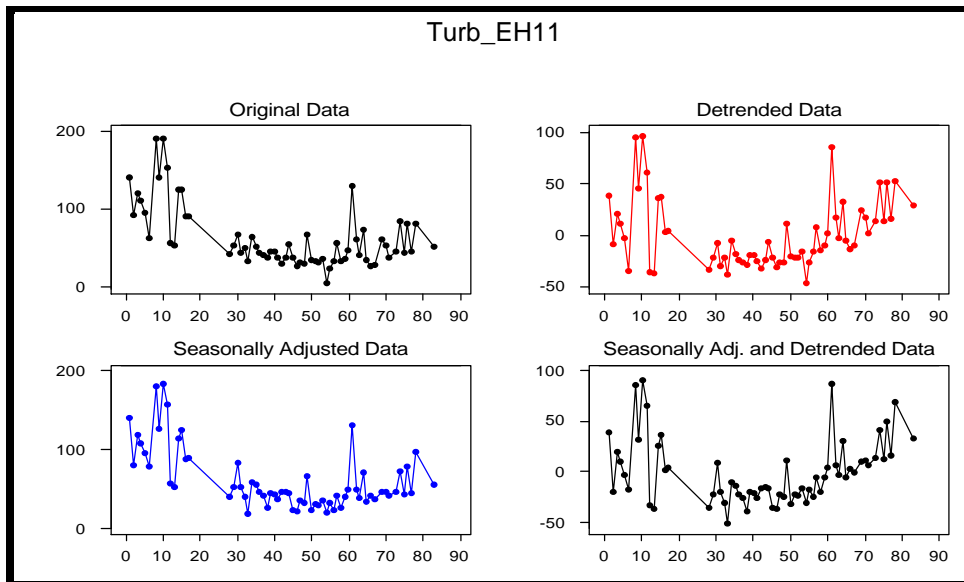 Turb_EH11
Original Data
Detrended Data
200
100
0
0 10 20 30 40 50 60 70 80 90
100
50
0
-50
0 10 20 30 40 50 60 70 80 90
Seasonally Adjusted Data
Seasonally Adj. and Detrended Data
200
100
0
0 10 20 30 40 50 60 70 80 90
100
50
0
-50
0 10 20 30 40 50 60 70 80 90